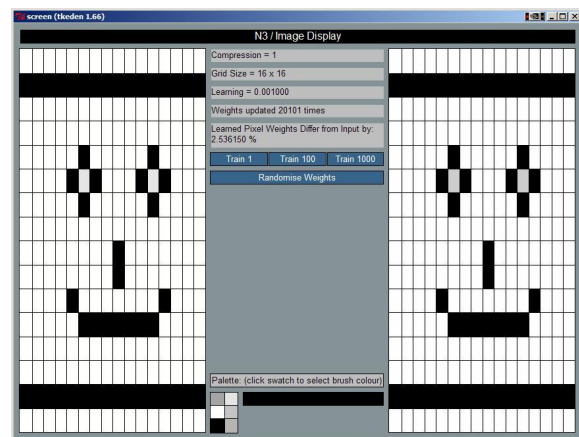 screen (tkeden 1.66)
N3 / Image Display
Compression = 1
Grid Size = 16 x 16
Learning = 0.001000
Weights updated 20101 times
Learned Pixel Weights Differ from Input by:
2.536150 %
Train 1 Train 100 Train 1000
Randomise Weights
Palette: (click swatch to select brush colour)